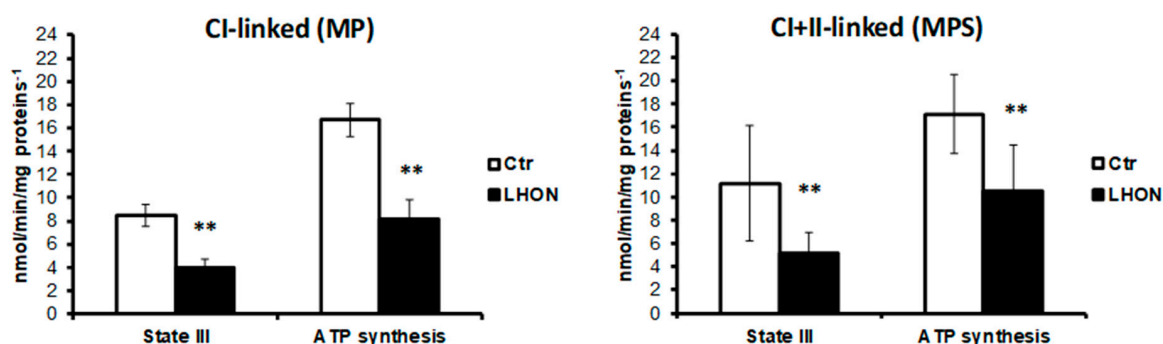 CI-linked (MP)
nmol/min/mg proteins-1
24
22
20
18
16
14
12
10
8
6
4
2
0
**
**
State III
ATP synthesis
Ctr
LHON
CI+II-linked (MPS)
nmol/min/mg proteins-1
24
22
20
18
16
14
12
10
8
6
4
2
0
**
**
State III
ATP synthesis
Ctr
LHON